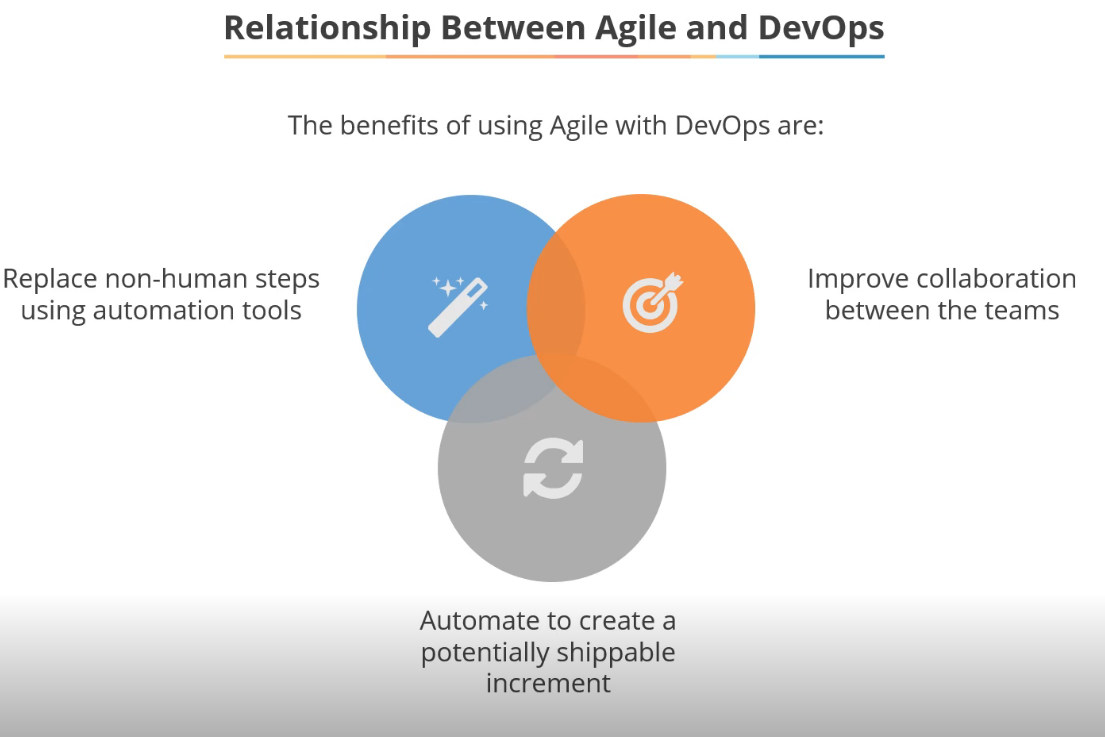 Relationship Between Agile and DevOps
The benefits of using Agile with DevOps are:
Replace non-human steps
using automation tools
Improve collaboration
between the teams
Automate to create a
potentially shippable
increment